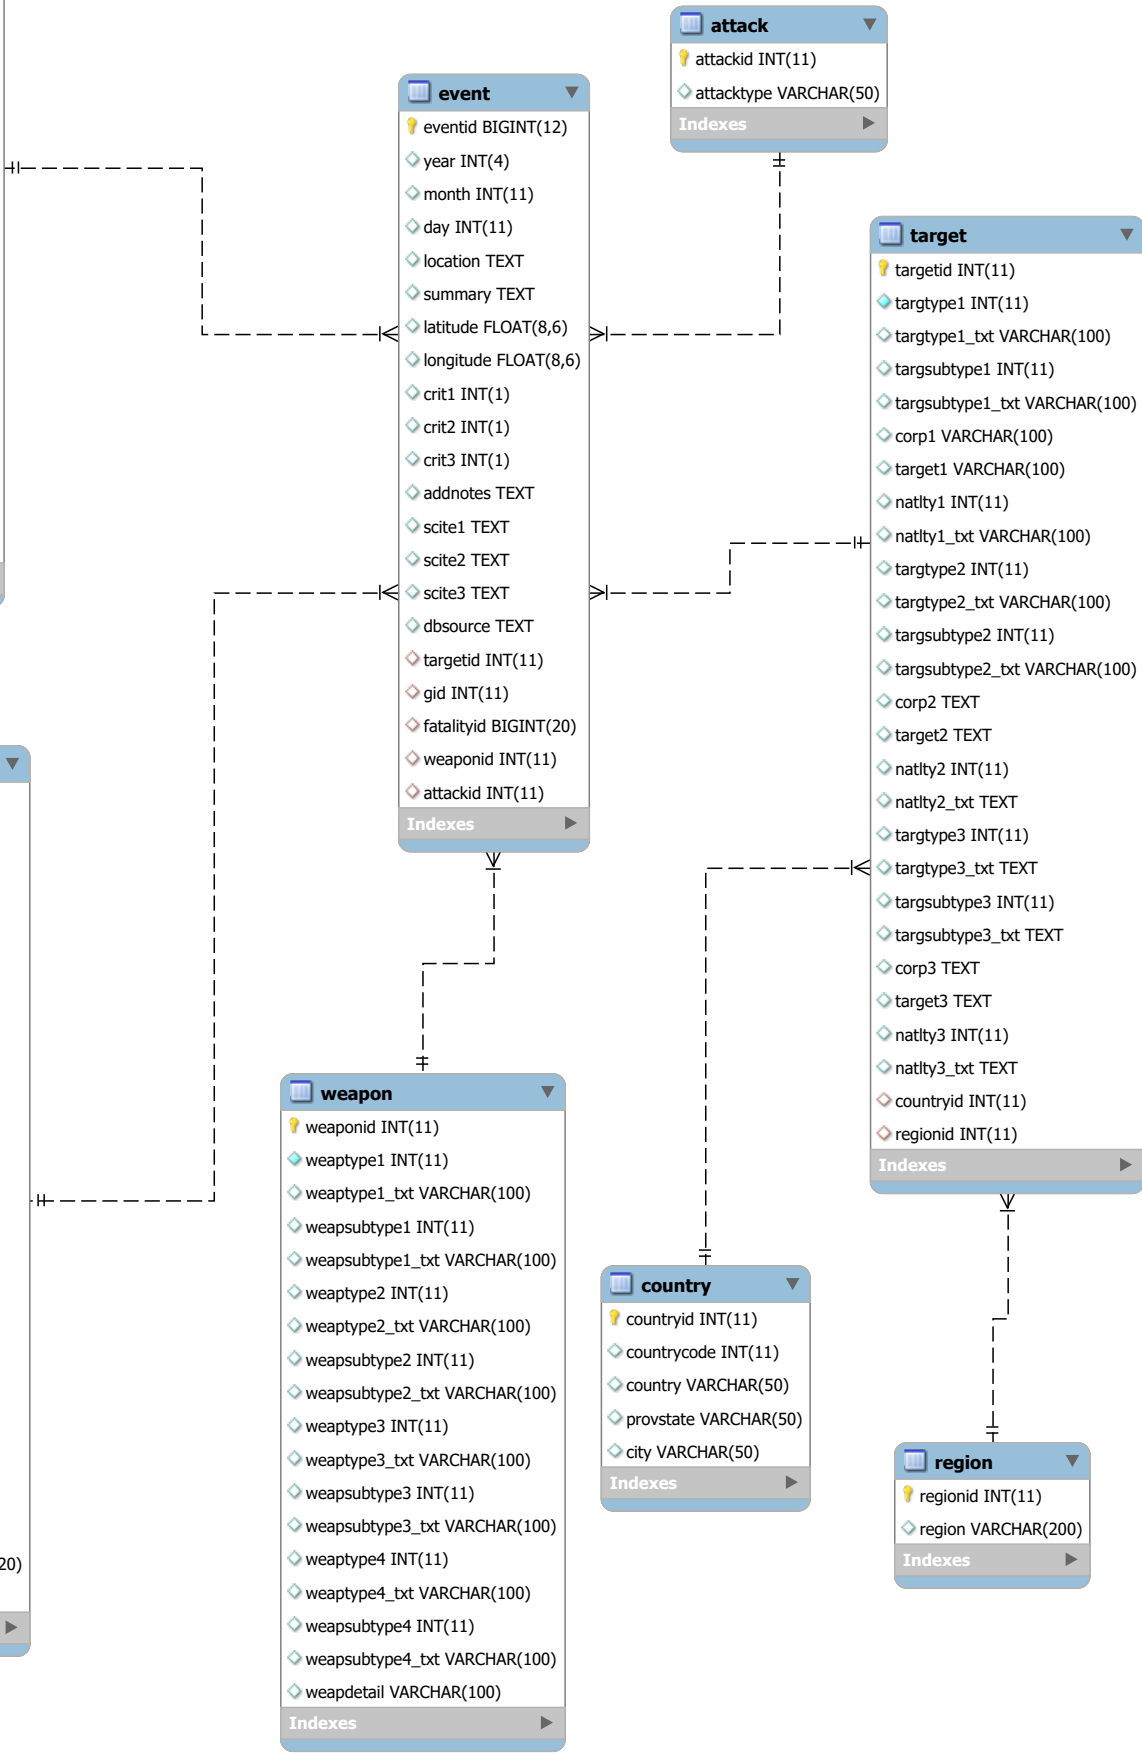 attack
attackid INT(11)
attacktype VARCHAR(50)
Indexes
event
eventid BIGINT(12)
year INT(4)
month INT(11)
day INT(11)
location TEXT
summary TEXT
latitude FLOAT(8,6)
longitude FLOAT(8,6)
crit1 INT(1)
crit2 INT(1)
crit3 INT(1)
addnotes TEXT
scite1 TEXT
scite2 TEXT
scite3 TEXT
dbsource TEXT
targetid INT(11)
gid INT(11)
fatalityid BIGINT(20)
weaponid INT(11)
attackid INT(11)
Indexes
target
targetid INT(11)
targtype1 INT(11)
targtype1_txt VARCHAR(100)
targsubtype1 INT(11)
targsubtype1_txt VARCHAR(100)
corp1 VARCHAR(100)
target1 VARCHAR(100)
natlty1 INT(11)
natlty1_txt VARCHAR(100)
targtype2 INT(11)
targtype2_txt VARCHAR(100)
targsubtype2 INT(11)
targsubtype2_txt VARCHAR(100)
corp2 TEXT
target2 TEXT
natlty2 INT(11)
natlty2_txt TEXT
targtype3 INT(11)
targtype3_txt TEXT
targsubtype3 INT(11)
targsubtype3_txt TEXT
corp3 TEXT
target3 TEXT
natlty3 INT(11)
natlty3_txt TEXT
countryid INT(11)
regionid INT(11)
Indexes
weapon
weaponid INT(11)
weaptype1 INT(11)
weaptype1_txt VARCHAR(100)
weapsubtype1 INT(11)
weapsubtype1_txt VARCHAR(100)
weaptype2 INT(11)
weaptype2_txt VARCHAR(100)
weapsubtype2 INT(11)
weapsubtype2_txt VARCHAR(100)
weaptype3 INT(11)
weaptype3_txt VARCHAR(100)
weapsubtype3 INT(11)
weapsubtype3_txt VARCHAR(100)
weaptype4 INT(11)
weaptype4_txt VARCHAR(100)
weapsubtype4 INT(11)
weapsubtype4_txt VARCHAR(100)
weapdetail VARCHAR(100)
Indexes
country
countryid INT(11)
countrycode INT(11)
country VARCHAR(50)
provstate VARCHAR(50)
city VARCHAR(50)
Indexes
region
regionid INT(11)
region VARCHAR(200)
Indexes
20)